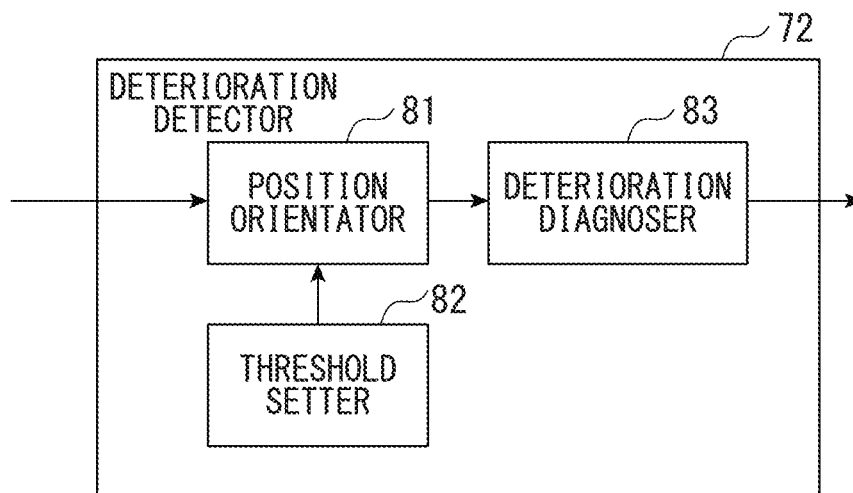 72
DETERIORATION
DETECTOR
81
83
POSITION
ORIENTATOR
DETERIORATION
DIAGNOSER
82
THRESHOLD
SETTER